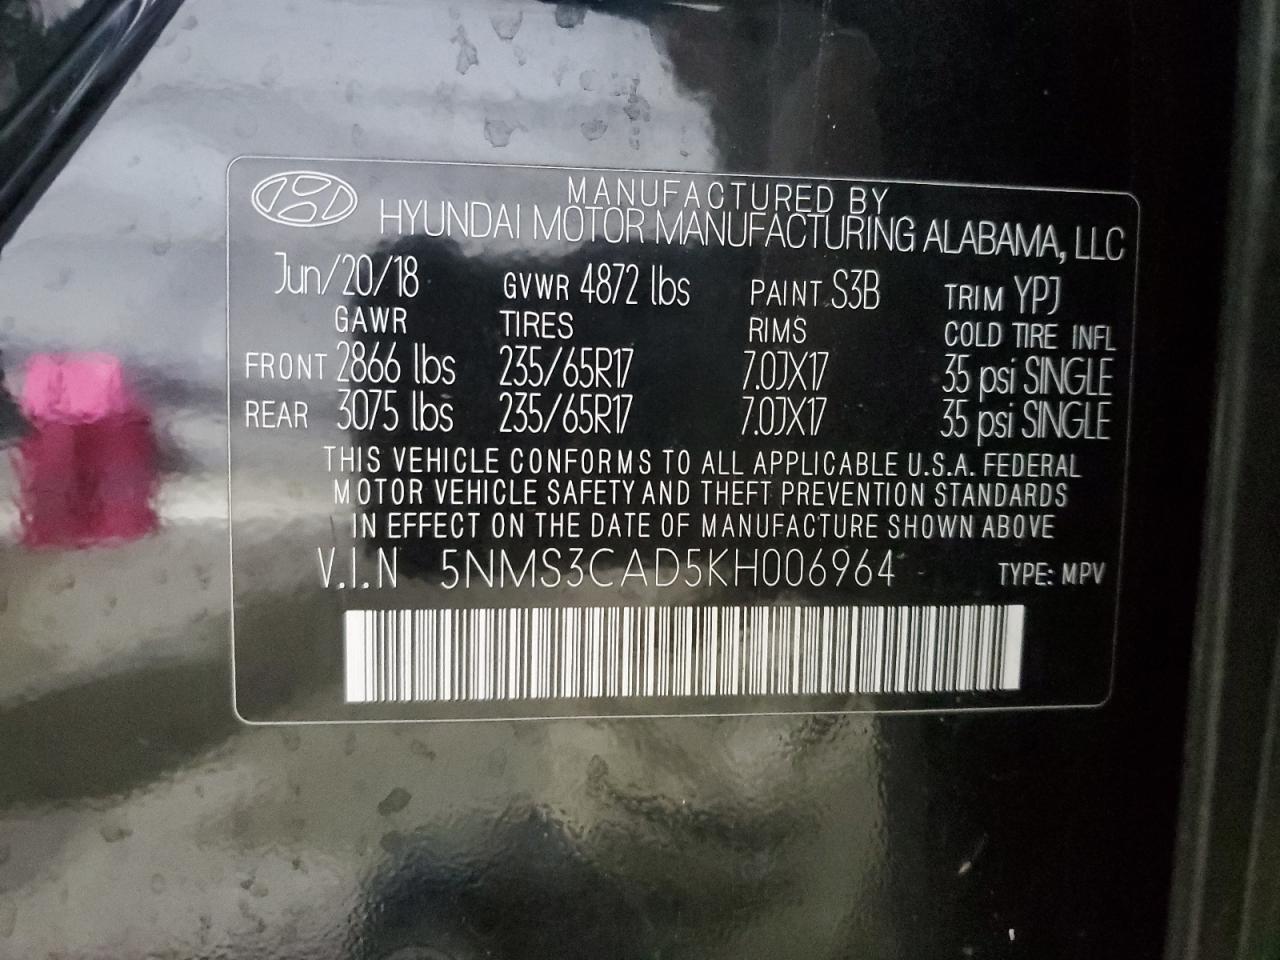 MANUFACTURED BY
HYUNDAI MOTOR MANUFACTURING ALABAMA, LLC
Jun/20/18 GVWR 4872 lbs PAINT S3B TRIM YPJ
GAWR TIRES RIMS COLD TIRE INFL
FRONT 2866 lbs 235/65R17 7.0JX17 35 psi SINGLE
REAR 3075 lbs 235/65R17 7.0JX17 35 psi SINGLE
THIS VEHICLE CONFORMS TO ALL APPLICABLE U.S.A. FEDERAL
MOTOR VEHICLE SAFETY AND THEFT PREVENTION STANDARDS
IN EFFECT ON THE DATE OF MANUFACTURE SHOWN ABOVE
V.I.N 5NMS3CAD5KH006964 TYPE: MPV